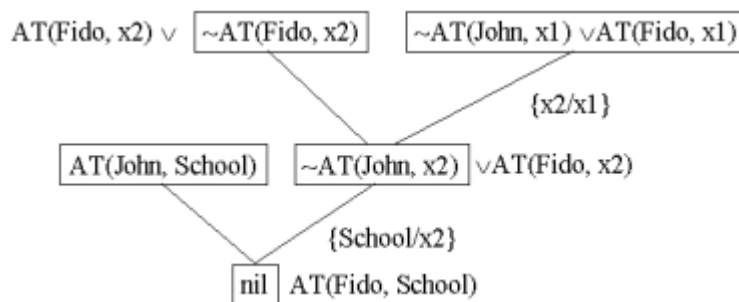 AT(Fido, x2) ∨ ~AT(Fido, x2) ~AT(John, x1) ∨AT(Fido, x1)
{x2/x1}
AT(John, School) ~AT(John, x2) ∨AT(Fido, x2)
{School/x2}
nil AT(Fido, School)